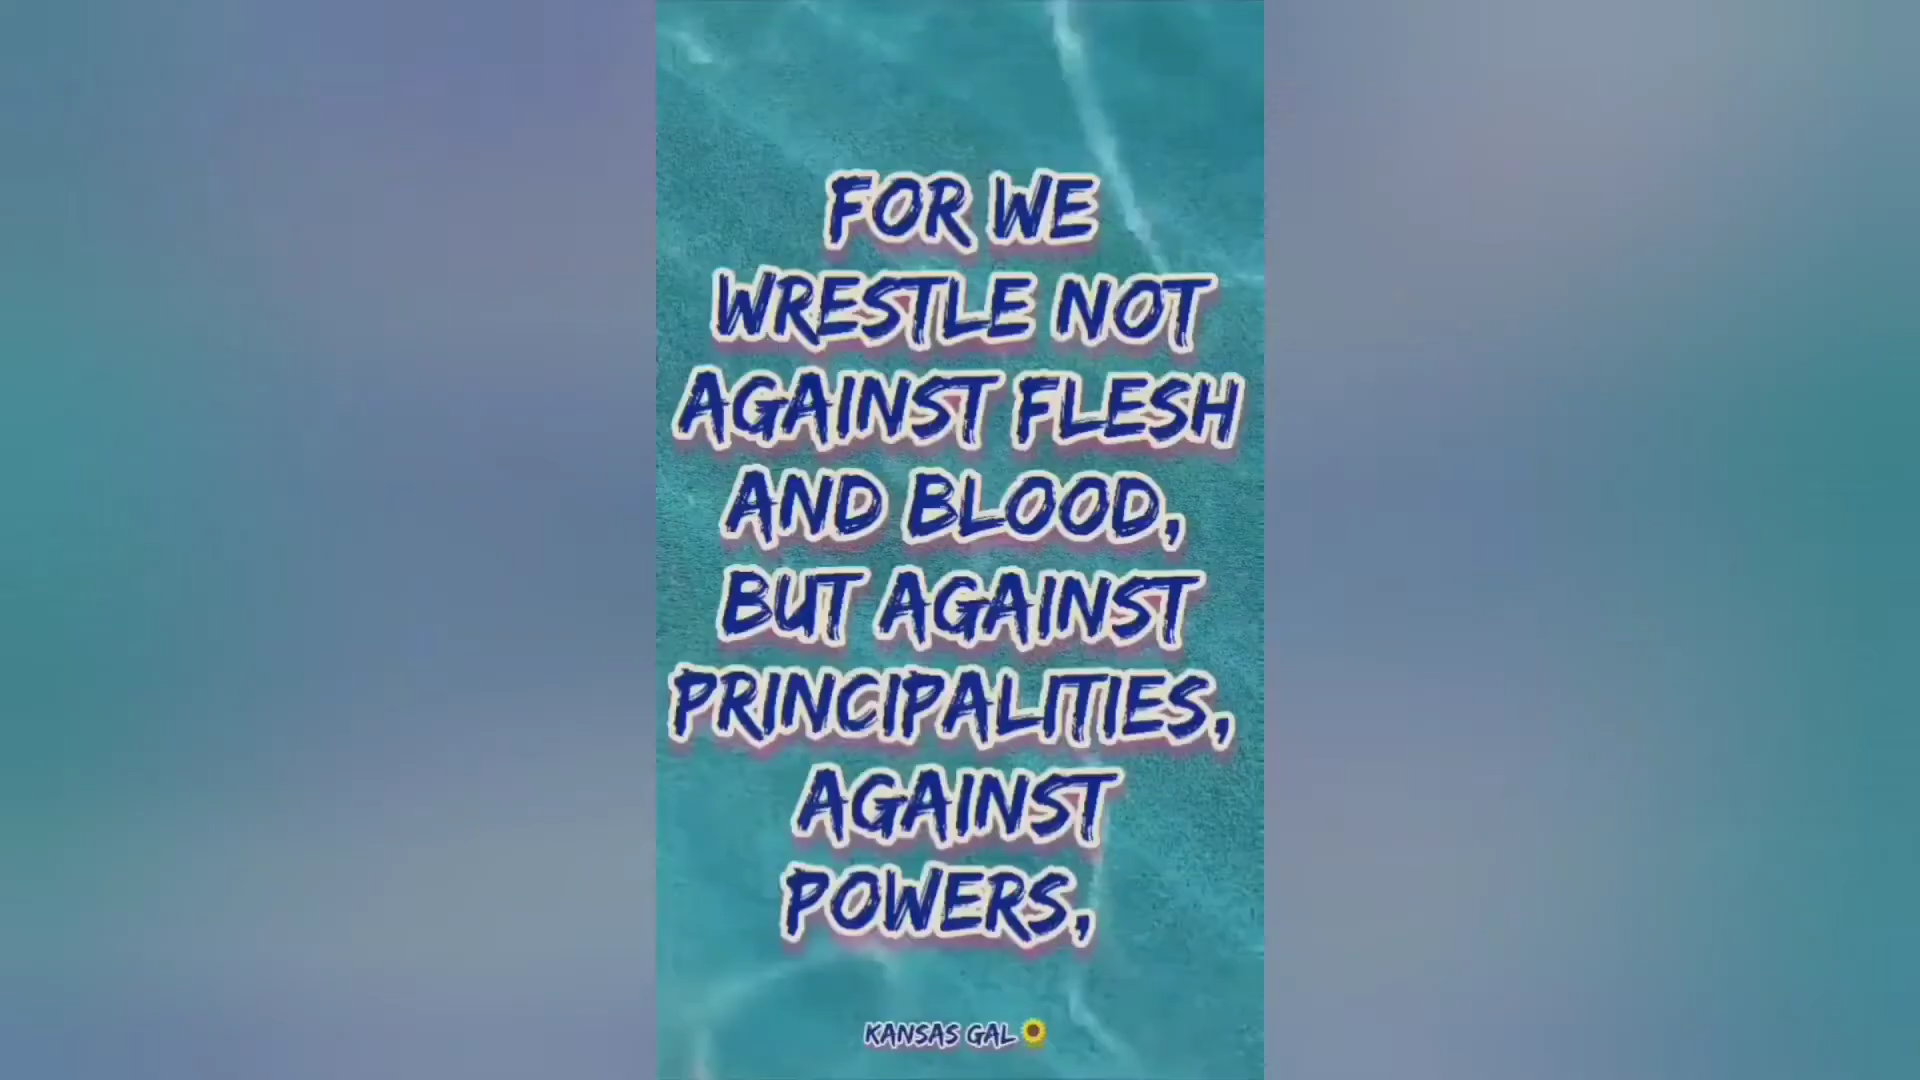 FOR WE
WRESTLE NOT
AGAINST FLESH
AND BLOOD,
BUT AGAINST
PRINCIPALITIES,
AGAINST
POWERS,
KANSAS GAL🌻